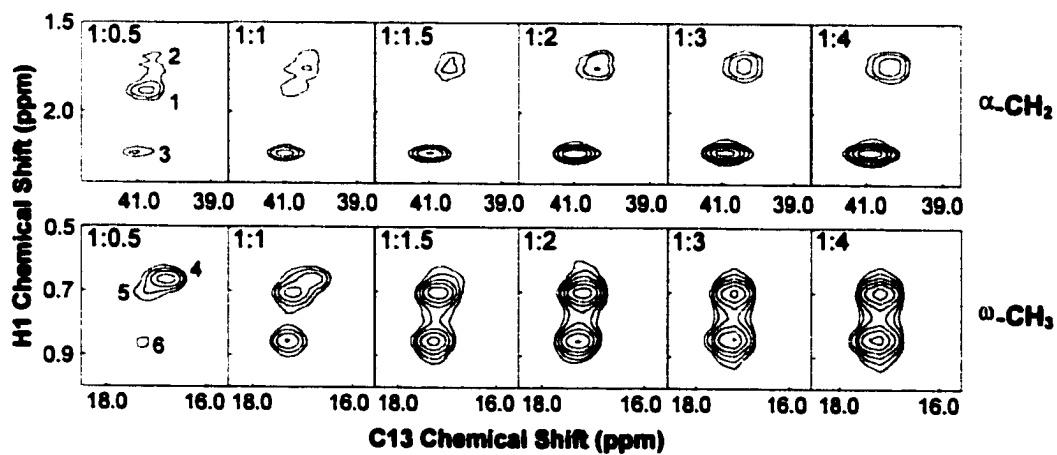 1.5
1:0.5 1:1 1:1.5 1:2 1:3 1:4
2
1
2.0
3
α-CH₂
41.0 39.0 41.0 39.0 41.0 39.0 41.0 39.0 41.0 39.0 41.0 39.0
H1 Chemical Shift (ppm)
0.5
1:0.5 1:1 1:1.5 1:2 1:3 1:4
4
5
0.7
6
0.9
ω-CH₃
18.0 16.0 18.0 16.0 18.0 16.0 18.0 16.0 18.0 16.0 18.0 16.0
C13 Chemical Shift (ppm)